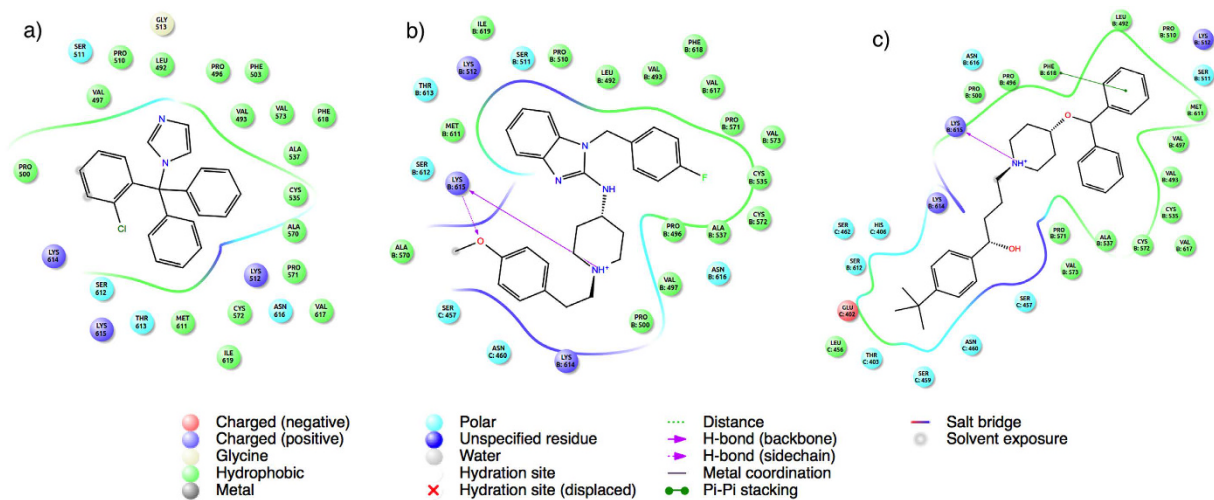 a)
GLY
513
SER
511
PRO
510
LEU
492
PRO
496
PHE
503
VAL
497
VAL
493
VAL
573
PHE
618
N
N
ALA
537
PRO
500
CYS
535
Cl
ALA
570
LYS
614
LYS
512
PRO
571
SER
612
LYS
615
THR
613
MET
611
CYS
572
ASN
616
VAL
617
ILE
619
b)
ILE
B: 619
SER
B: 511
PRO
B: 510
PHE
B: 618
LYS
B: 512
LEU
B: 492
VAL
B: 493
THR
B: 613
VAL
B: 617
MET
B: 611
PRO
B: 571
VAL
B: 573
N
N
F
SER
B: 612
LYS
B: 615
NH
CYS
B: 535
CYS
B: 572
PRO
B: 496
ALA
B: 537
O
ALA
B: 570
NH+
ASN
B: 616
VAL
B: 497
SER
C: 457
PRO
B: 500
ASN
C: 460
LYS
B: 614
c)
LEU
B: 492
PRO
B: 510
LYS
B: 512
ASN
B: 616
PRO
B: 496
PHE
B: 618
SER
B: 511
PRO
B: 500
MET
B: 611
LYS
B: 615
O
VAL
B: 497
NH+
VAL
B: 493
LYS
B: 614
CYS
B: 535
SER
C: 462
HIS
C: 406
PRO
B: 571
ALA
B: 537
CYS
B: 572
VAL
B: 617
OH
SER
B: 612
VAL
B: 573
SER
C: 457
GLU
C: 402
LEU
C: 456
THR
C: 403
ASN
C: 460
SER
C: 459
Charged (negative)
Charged (positive)
Glycine
Hydrophobic
Metal
Polar
Unspecified residue
Water
Hydration site
Hydration site (displaced)
Distance
H-bond (backbone)
H-bond (sidechain)
Metal coordination
Pi-Pi stacking
Salt bridge
Solvent exposure